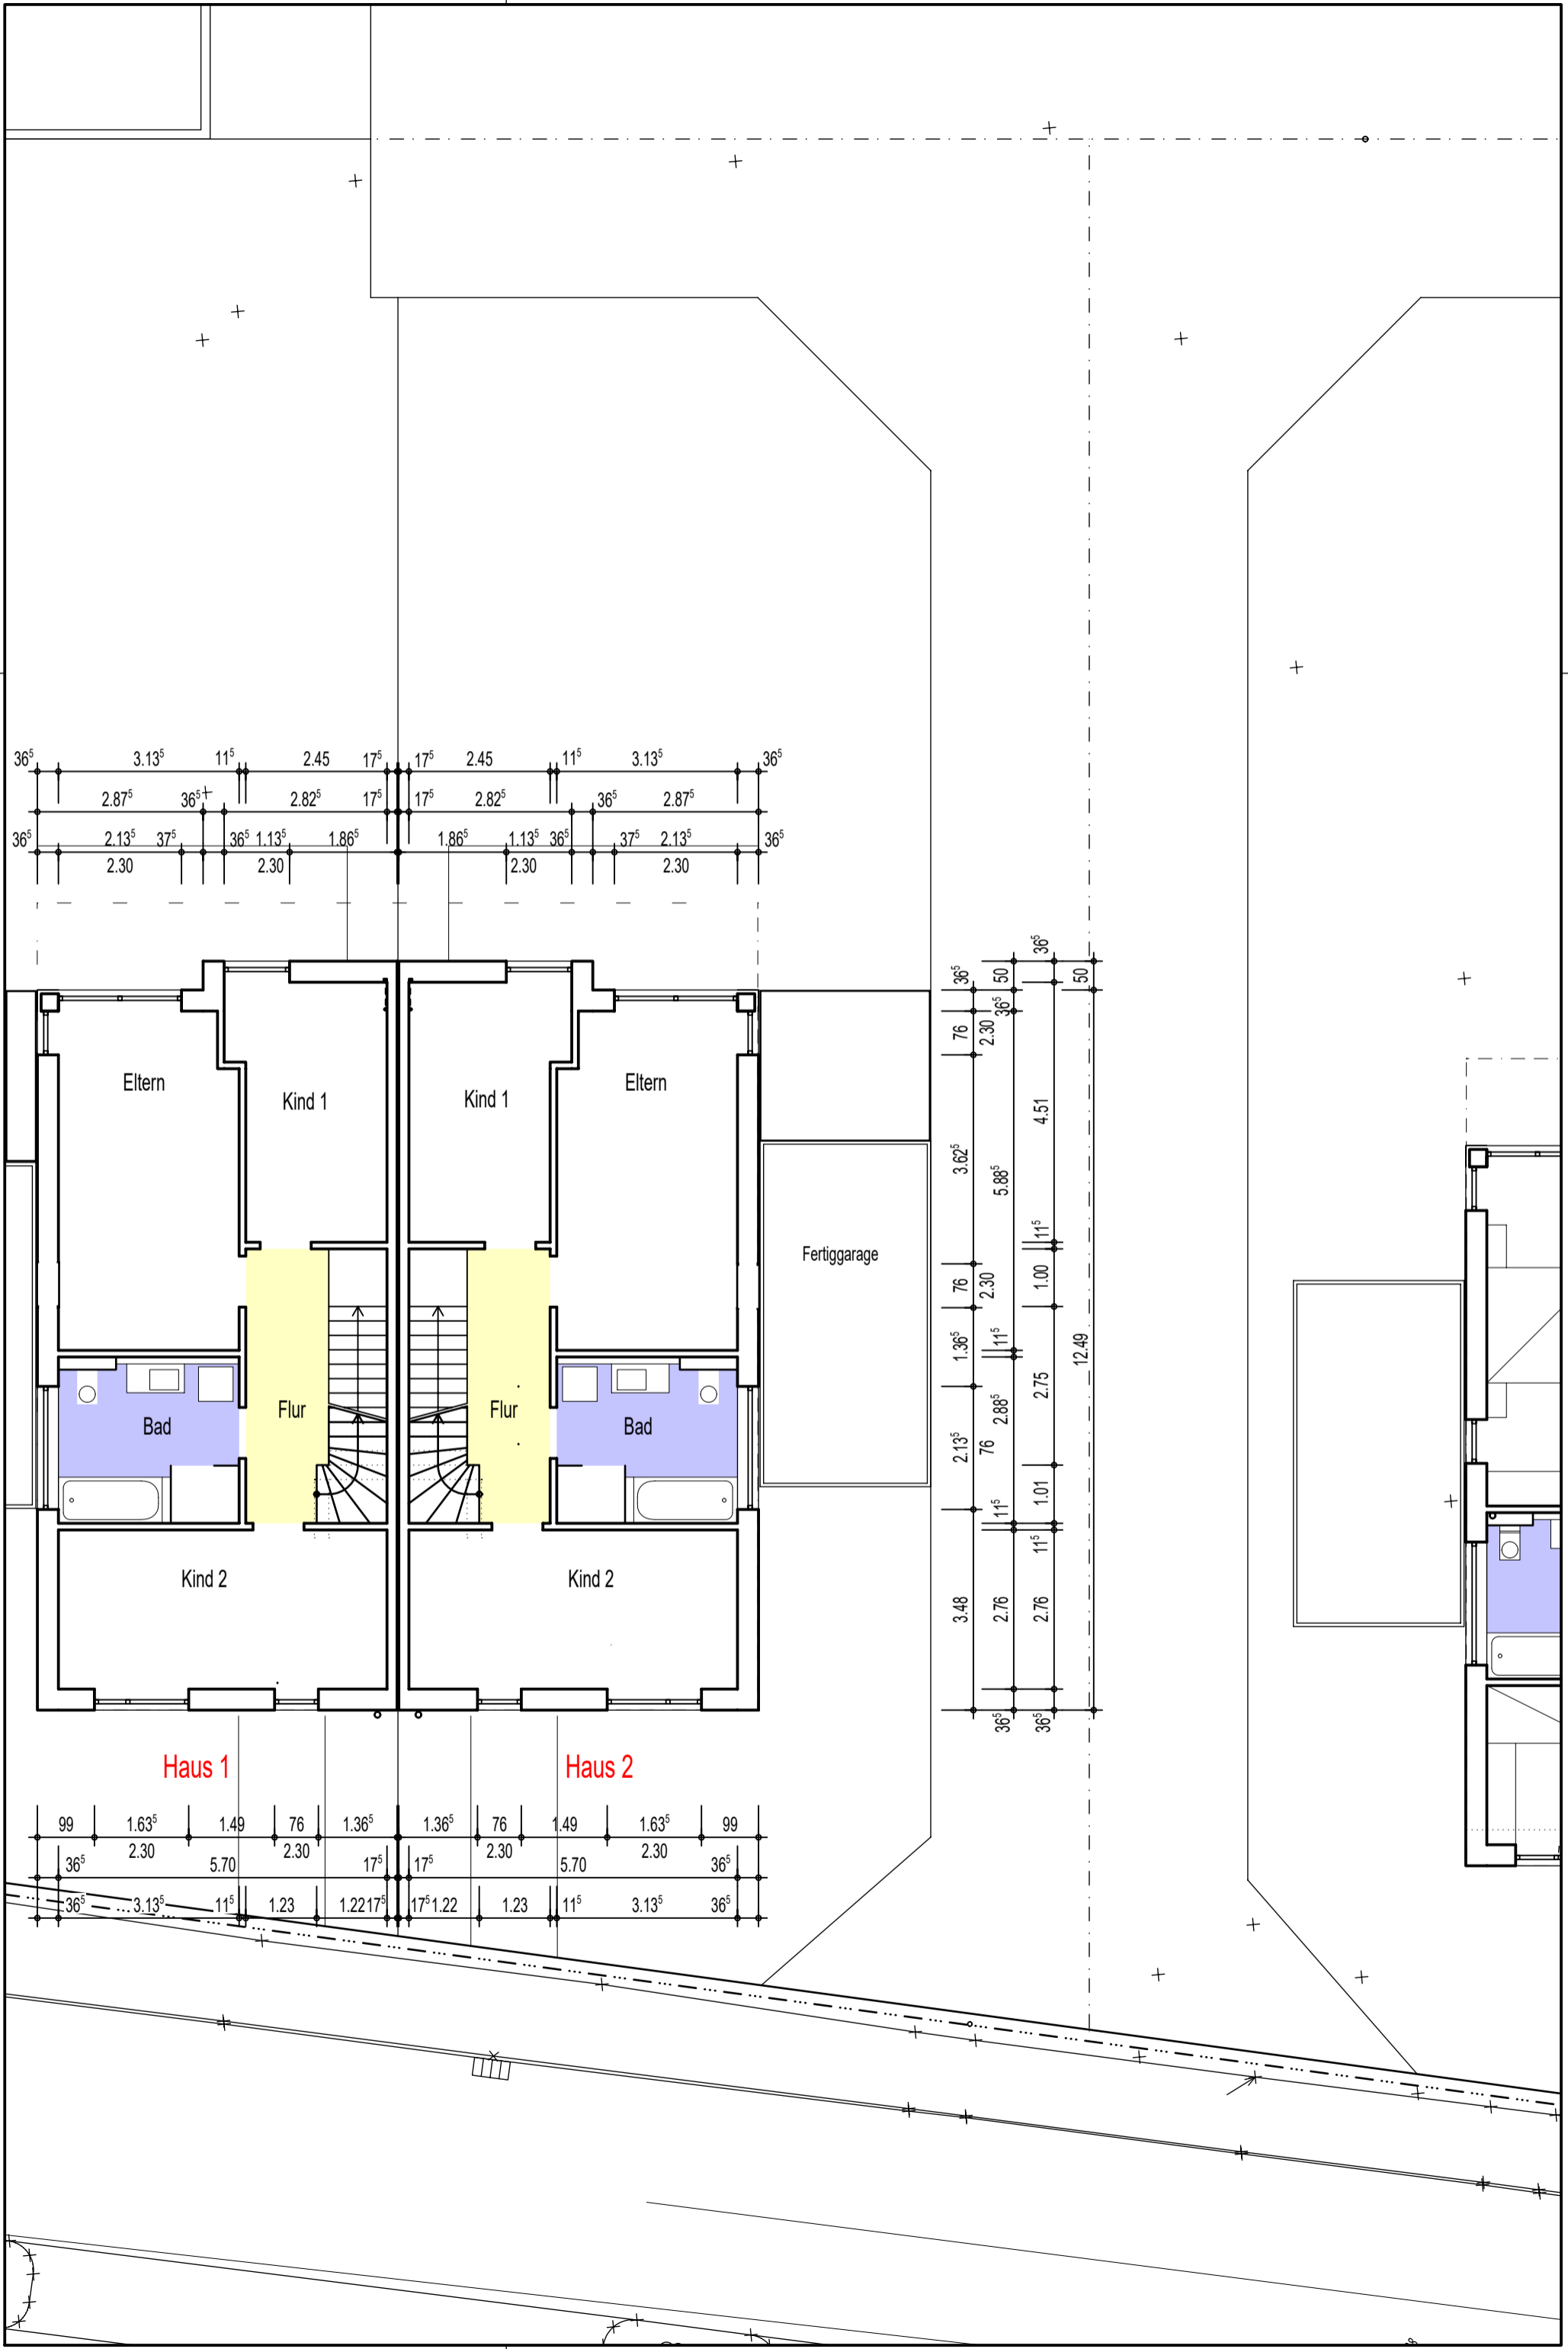 36⁵ 3.13⁵ 11⁵ 2.45 17⁵ 17⁵ 2.45 11⁵ 3.13⁵ 36⁵
2.87⁵ 36⁵ 2.82⁵ 17⁵ 17⁵ 2.82⁵ 36⁵ 2.87⁵
36⁵ 2.13⁵ 37⁵ 36⁵ 1.13⁵ 1.86⁵ 1.86⁵ 1.13⁵ 36⁵ 37⁵ 2.13⁵ 36⁵
2.30 2.30 2.30 2.30
Eltern Kind 1 Kind 1 Eltern
Fertiggarage
Bad Flur Flur Bad
Kind 2 Kind 2
36⁵ 76 3.62⁵ 76 1.36⁵ 2.13⁵ 3.48
2.30 2.30 76
50 36⁵ 5.88⁵ 11⁵ 2.88⁵ 11⁵ 2.76 36⁵
36⁵ 4.51 11⁵ 1.00 2.75 1.01 11⁵ 2.76 36⁵
50 12.49
Haus 1 Haus 2
99 1.63⁵ 1.49 76 1.36⁵ 1.36⁵ 76 1.49 1.63⁵ 99
2.30 2.30 2.30 2.30
36⁵ 5.70 17⁵ 17⁵ 5.70 36⁵
36⁵ 3.13⁵ 11⁵ 1.23 1.22 17⁵ 17⁵ 1.22 1.23 11⁵ 3.13⁵ 36⁵